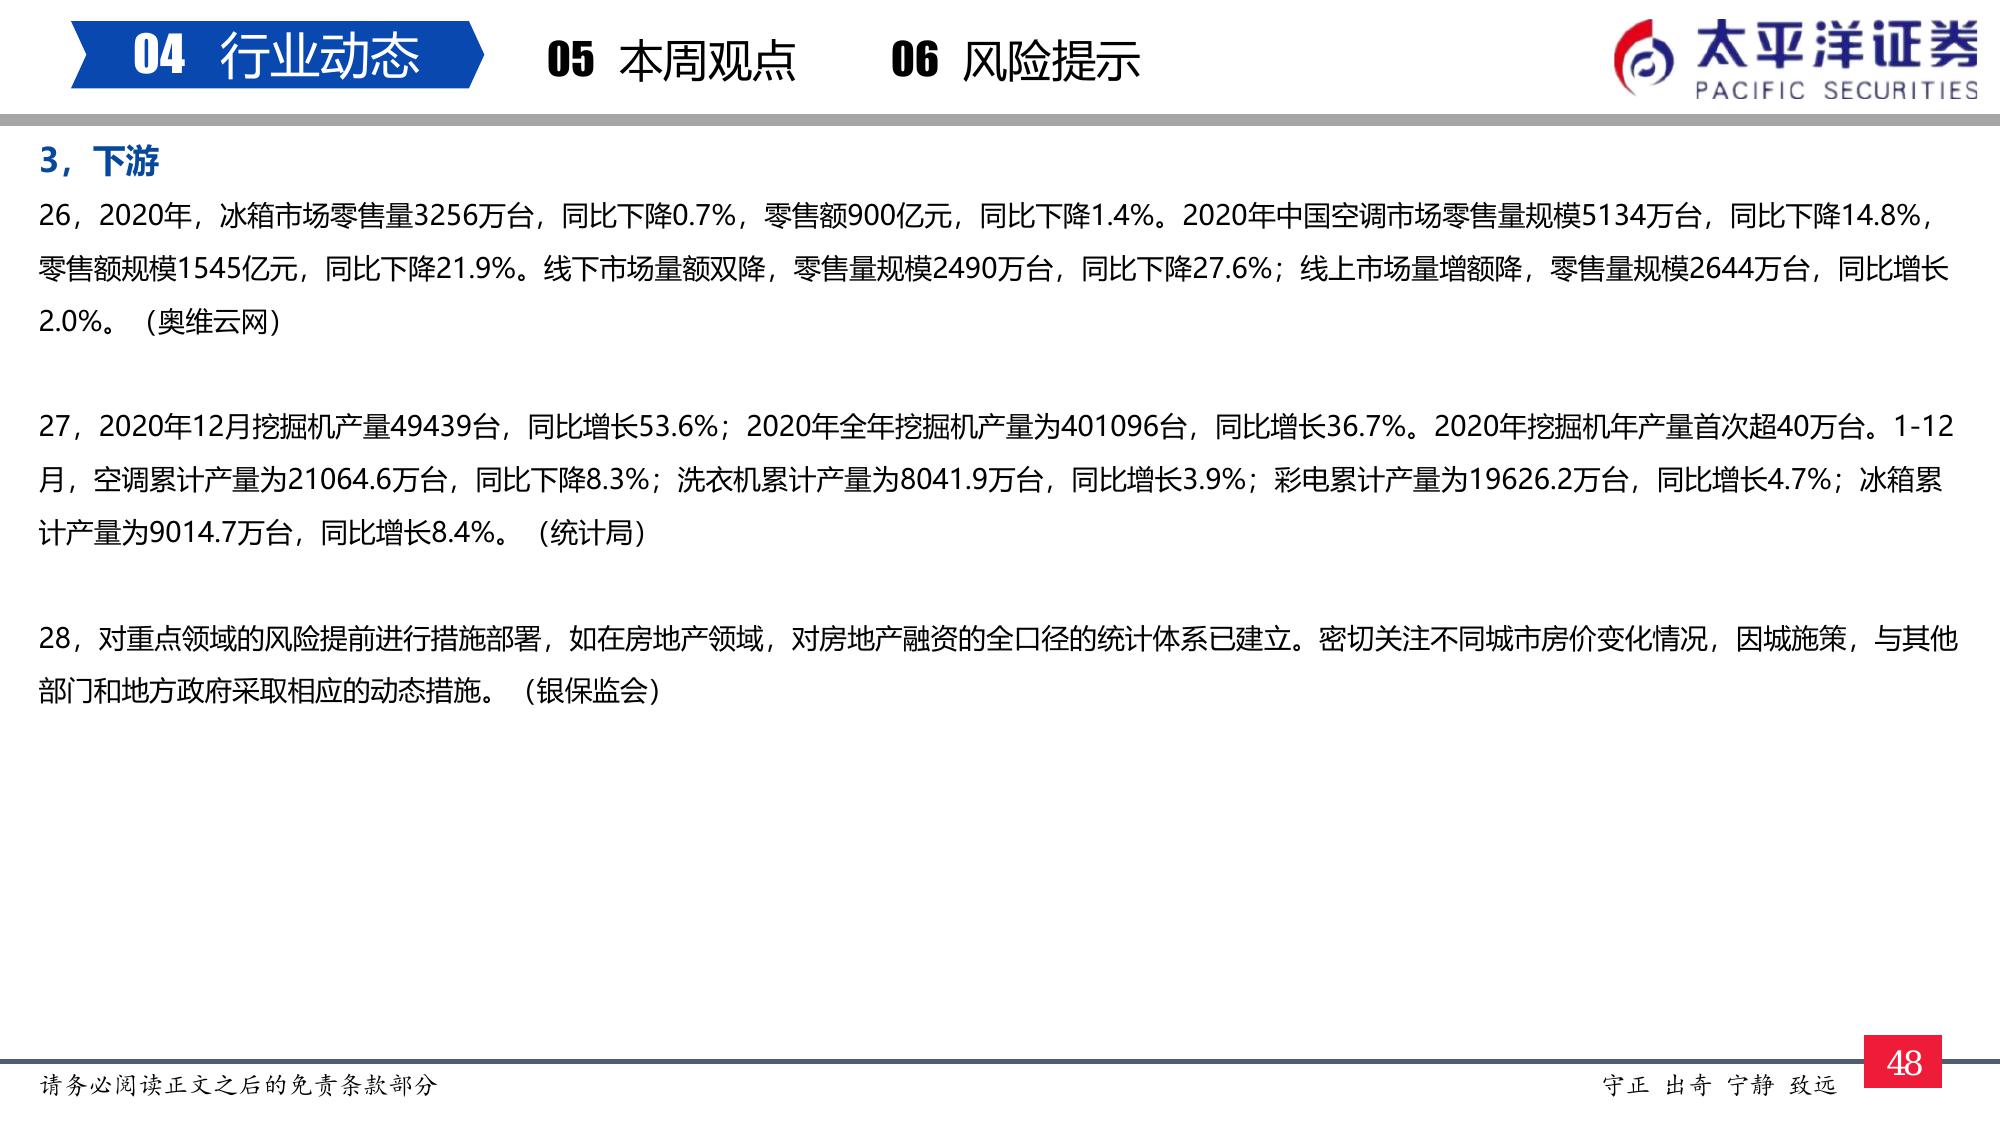 04 行业动态
05 本周观点
06 风险提示
太平洋证券
PACIFIC SECURITIES
3，下游
26，2020年，冰箱市场零售量3256万台，同比下降0.7%，零售额900亿元，同比下降1.4%。2020年中国空调市场零售量规模5134万台，同比下降14.8%，
零售额规模1545亿元，同比下降21.9%。线下市场量额双降，零售量规模2490万台，同比下降27.6%；线上市场量增额降，零售量规模2644万台，同比增长
2.0%。（奥维云网）
27，2020年12月挖掘机产量49439台，同比增长53.6%；2020年全年挖掘机产量为401096台，同比增长36.7%。2020年挖掘机年产量首次超40万台。1-12
月，空调累计产量为21064.6万台，同比下降8.3%；洗衣机累计产量为8041.9万台，同比增长3.9%；彩电累计产量为19626.2万台，同比增长4.7%；冰箱累
计产量为9014.7万台，同比增长8.4%。（统计局）
28，对重点领域的风险提前进行措施部署，如在房地产领域，对房地产融资的全口径的统计体系已建立。密切关注不同城市房价变化情况，因城施策，与其他
部门和地方政府采取相应的动态措施。（银保监会）
请务必阅读正文之后的免责条款部分
守正 出奇 宁静 致远
48